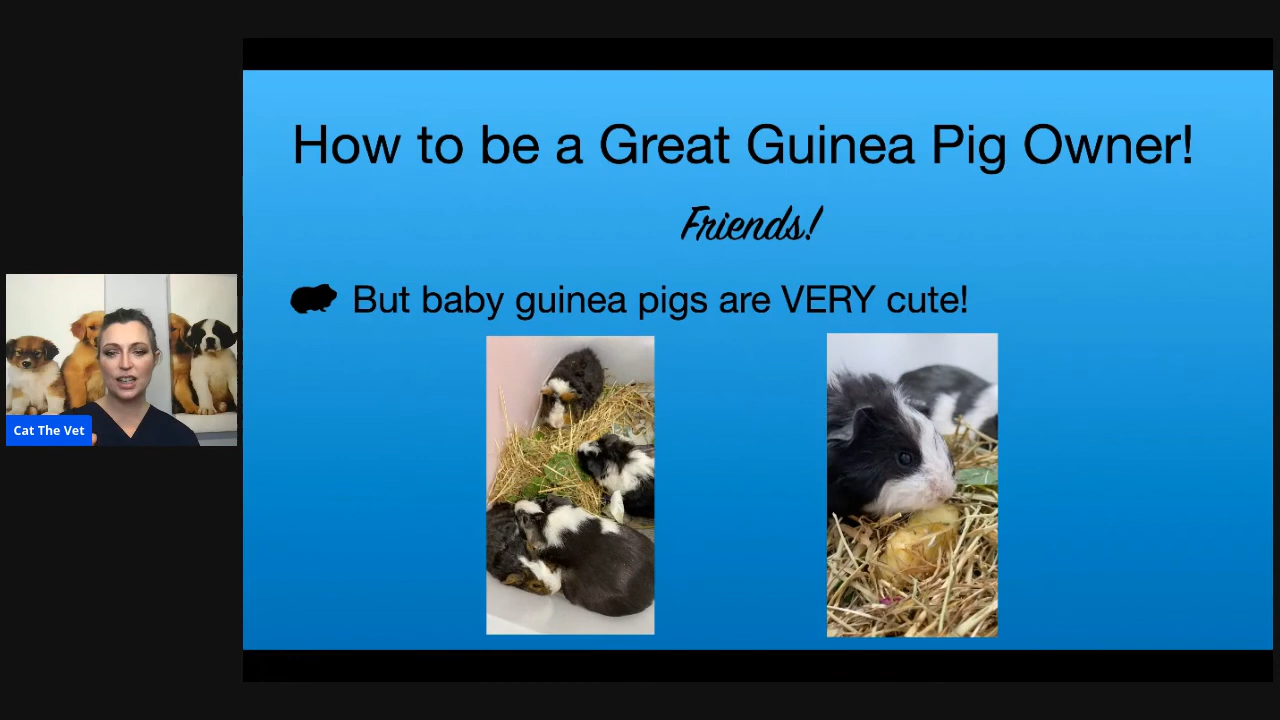 How to be a Great Guinea Pig Owner!
Friends!
But baby guinea pigs are VERY cute!
Cat The Vet